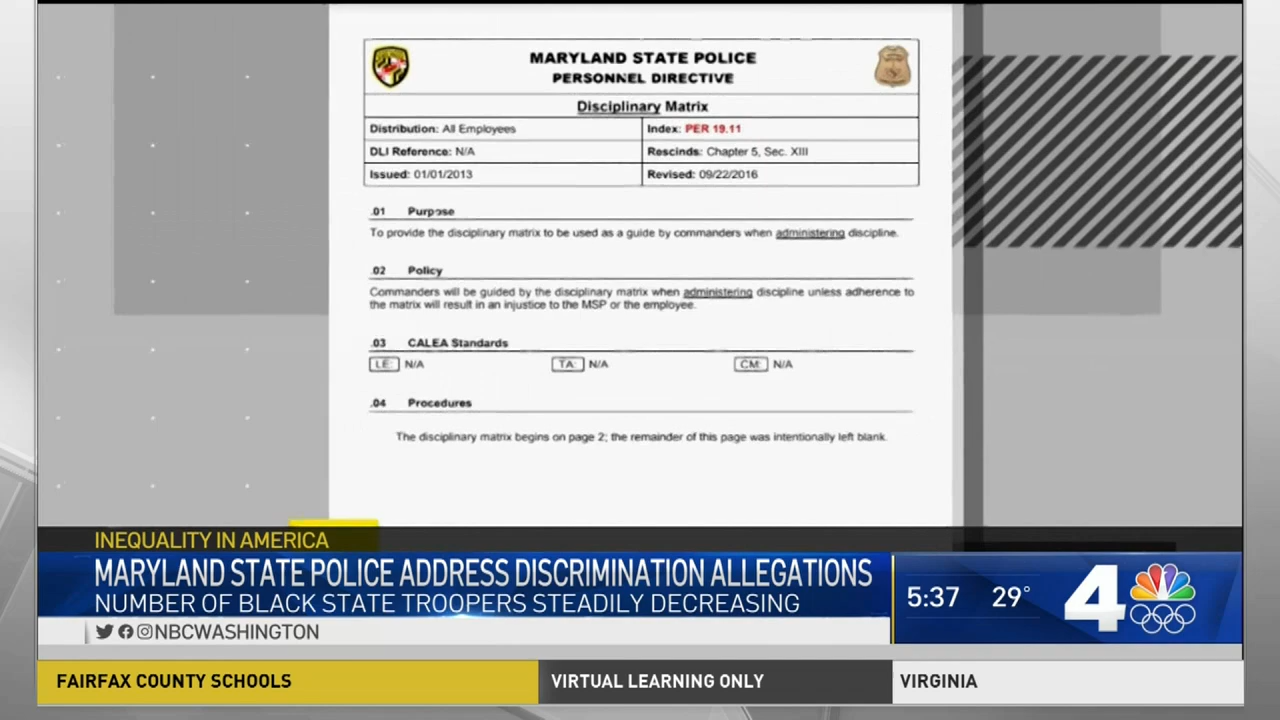 MARYLAND STATE POLICE
PERSONNEL DIRECTIVE
Disciplinary Matrix
Distribution: All Employees
Index: PER 19.11
DLI Reference: N/A
Rescinds: Chapter 5, Sec. XIII
Issued: 01/01/2013
Revised: 09/22/2016
.01 Purpose
To provide the disciplinary matrix to be used as a guide by commanders when administering discipline.
.02 Policy
Commanders will be guided by the disciplinary matrix when administering discipline unless adherence to
the matrix will result in an injustice to the MSP or the employee.
.03 CALEA Standards
LE: N/A TA: N/A CM: N/A
.04 Procedures
The disciplinary matrix begins on page 2; the remainder of this page was intentionally left blank.
INEQUALITY IN AMERICA
MARYLAND STATE POLICE ADDRESS DISCRIMINATION ALLEGATIONS
NUMBER OF BLACK STATE TROOPERS STEADILY DECREASING
@NBCWASHINGTON
5:37 29° 4
FAIRFAX COUNTY SCHOOLS VIRTUAL LEARNING ONLY VIRGINIA